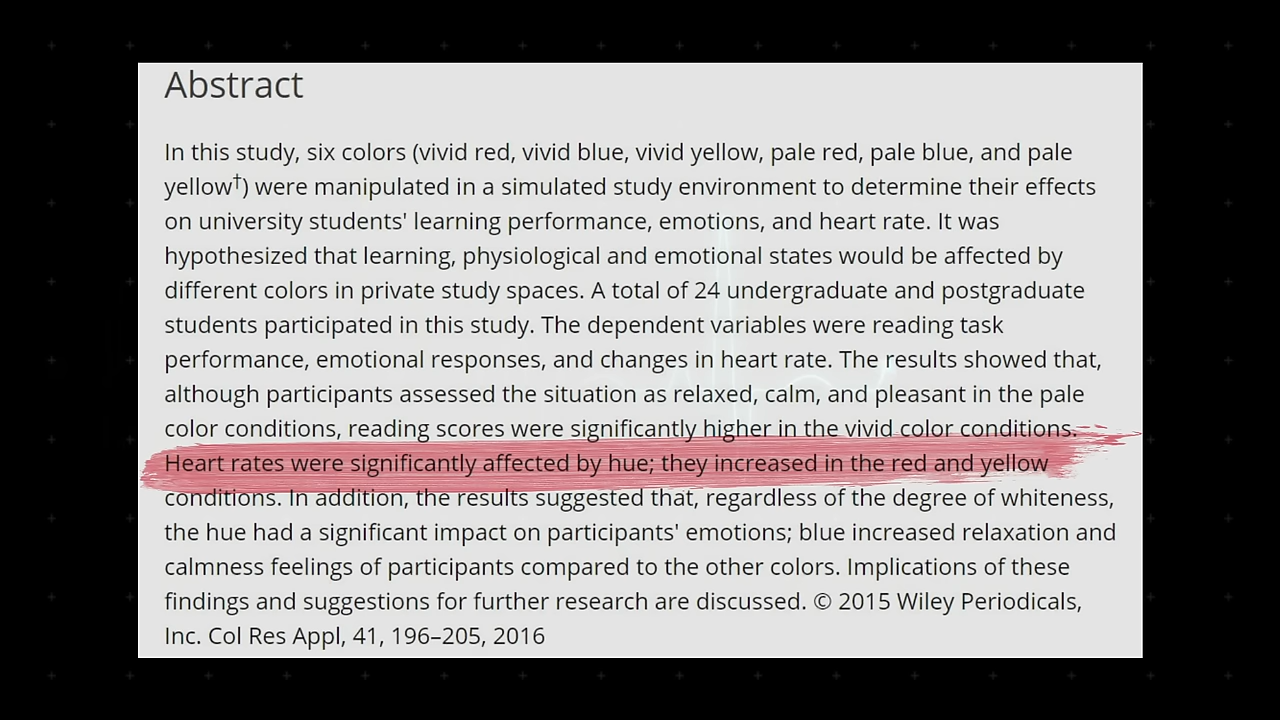 Abstract
In this study, six colors (vivid red, vivid blue, vivid yellow, pale red, pale blue, and pale
yellow†) were manipulated in a simulated study environment to determine their effects
on university students' learning performance, emotions, and heart rate. It was
hypothesized that learning, physiological and emotional states would be affected by
different colors in private study spaces. A total of 24 undergraduate and postgraduate
students participated in this study. The dependent variables were reading task
performance, emotional responses, and changes in heart rate. The results showed that,
although participants assessed the situation as relaxed, calm, and pleasant in the pale
color conditions, reading scores were significantly higher in the vivid color conditions.
Heart rates were significantly affected by hue; they increased in the red and yellow
conditions. In addition, the results suggested that, regardless of the degree of whiteness,
the hue had a significant impact on participants' emotions; blue increased relaxation and
calmness feelings of participants compared to the other colors. Implications of these
findings and suggestions for further research are discussed. © 2015 Wiley Periodicals,
Inc. Col Res Appl, 41, 196–205, 2016